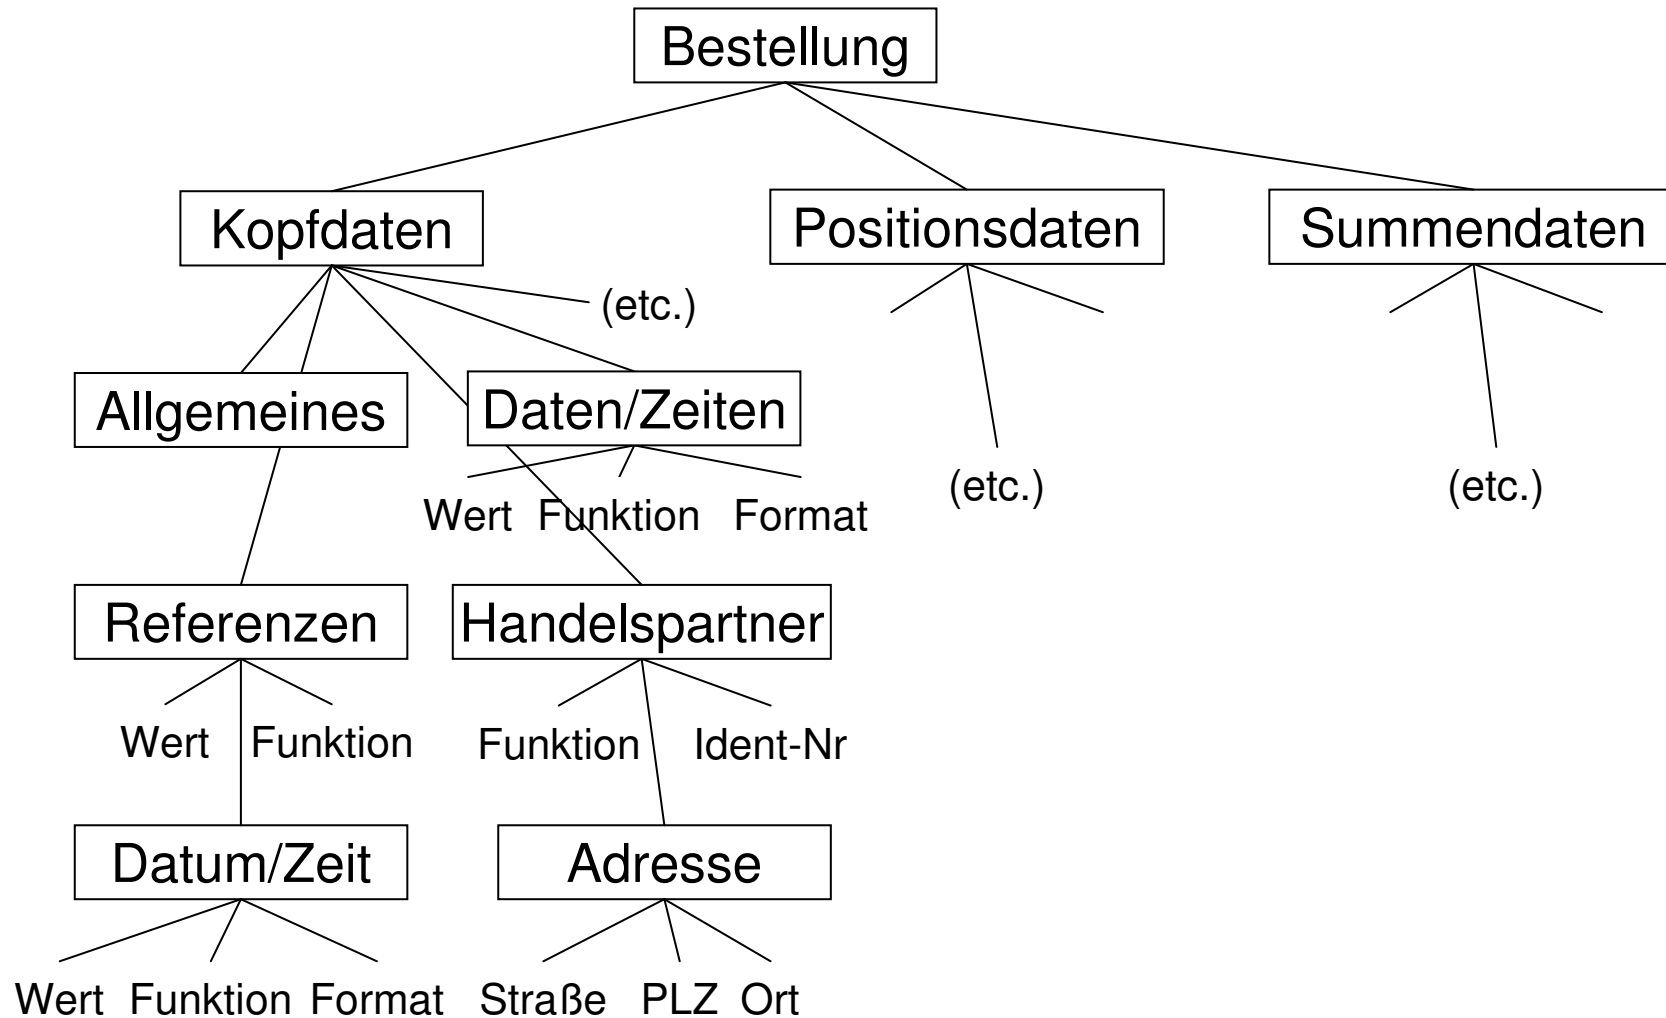 Bestellung
Kopfdaten Positionsdaten Summendaten
(etc.)
Allgemeines Daten/Zeiten
(etc.) (etc.)
Wert Funktion Format
Referenzen Handelspartner
Wert Funktion Funktion Ident-Nr
Datum/Zeit Adresse
Wert Funktion Format Straße PLZ Ort